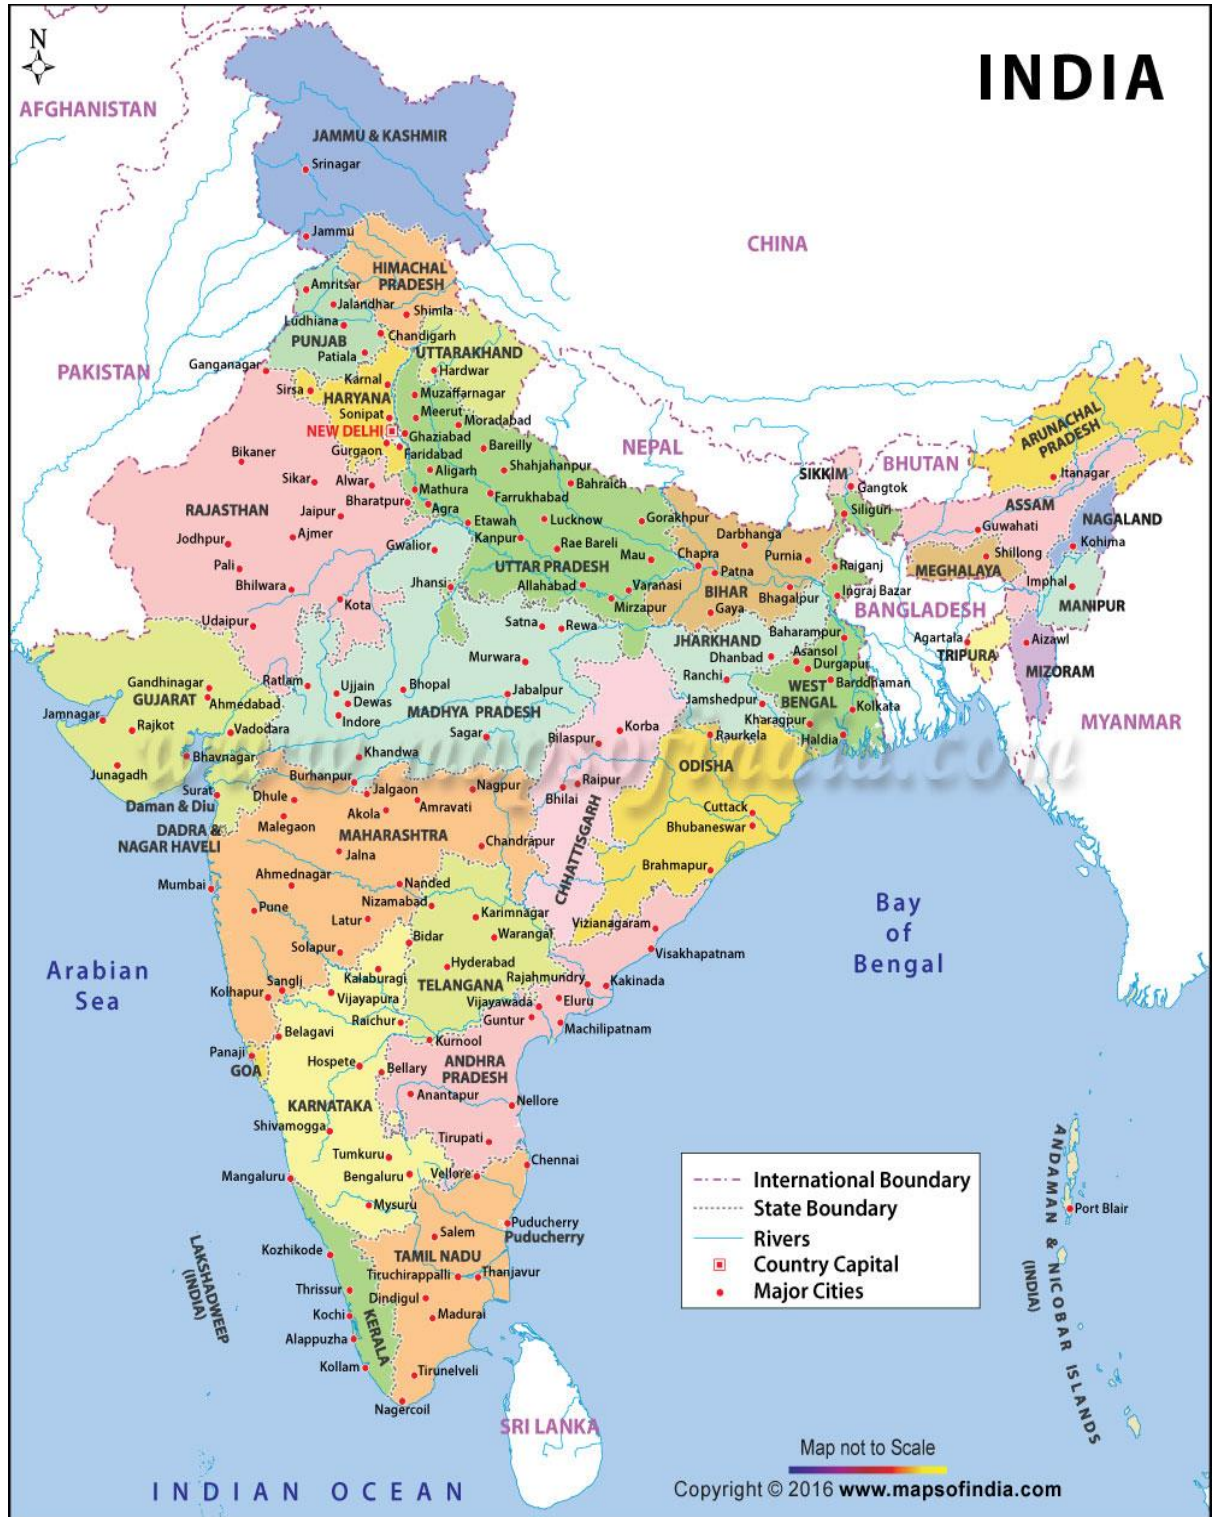 N
INDIA
AFGHANISTAN
JAMMU & KASHMIR
Srinagar
Jammu
CHINA
HIMACHAL
PRADESH
Amritsar
Jalandhar
Shimla
Ludhiana
Chandigarh
PUNJAB
UTTARAKHAND
Patiala
Ganganagar
PAKISTAN
Hardwar
Karnal
Sirsa
HARYANA
Muzaffarnagar
Sonipat
Meerut
Moradabad
NEW DELHI
Ghaziabad
Gurgaon
Faridabad
Bareilly
NEPAL
ARUNACHAL
PRADESH
Bikaner
Aligarh
Shahjahanpur
SIKKIM
BHUTAN
Itanagar
Sikar
Alwar
Bahraich
Gangtok
Mathura
Farrukhabad
Bharatpur
RAJASTHAN
Jaipur
Agra
Siliguri
ASSAM
NAGALAND
Etawah
Lucknow
Gorakhpur
Guwahati
Jodhpur
Ajmer
Kanpur
Darbhanga
Kohima
Gwalior
Rae Bareli
Mau
Chapra
Purnia
Shillong
Pali
UTTAR PRADESH
Patna
Rajganj
MEGHALAYA
Bhilwara
Jhansi
Allahabad
Varanasi
BIHAR
Bhagalpur
Ingraj Bazar
Imphal
Kota
Mirzapur
Gaya
BANGLADESH
MANIPUR
Udaipur
Satna
Rewa
JHARKHAND
Baharampur
Agartala
Aizawl
Murwara
Dhanbad
Asansol
Durgapur
TRIPURA
MIZORAM
Gandhinagar
Ratlam
Ujjain
Bhopal
Ranchi
WEST
BENGAL
Barddhaman
GUJARAT
Ahmedabad
Dewas
Jabalpur
Jamshedpur
Kolkata
Jamnagar
Indore
MADHYA PRADESH
Rajkot
Vadodara
Sagar
Korba
Kharagpur
MYANMAR
Bilaspur
Raurkela
Haldia
www.mapsofindia.com
Bhavnagar
Khandwa
Junagadh
Burhanpur
ODISHA
Surat
Jalgaon
Nagpur
Raipur
Daman & Diu
Dhule
Akola
Amravati
Bhilai
Cuttack
DADRA &
NAGAR HAVELI
Malegaon
MAHARASHTRA
Bhubaneswar
Jalna
Chandrapur
CHHATTISGARH
Ahmednagar
Brahmapur
Mumbai
Nanded
Pune
Nizamabad
Latur
Karimnagar
Vizianagaram
Bay
of
Bengal
Solapur
Bidar
Warangal
Visakhapatnam
Arabian
Sea
Kalaburagi
Hyderabad
Rajahmundry
Kakinada
Sangli
TELANGANA
Kolhapur
Vijayapura
Vijayawada
Eluru
Raichur
Guntur
Machilipatnam
Belagavi
Kurnool
Panaji
GOA
Hospete
Bellary
ANDHRA
PRADESH
KARNATAKA
Anantapur
Nellore
Shivamogga
Tirupati
Tumkuru
Chennai
Mangaluru
Bengaluru
Vellore
Mysuru
Puducherry
Puducherry
Salem
Kozhikode
TAMIL NADU
LAKSHADWEEP
(INDIA)
Tiruchirappalli
Thanjavur
Thrissur
Dindigul
Kochi
KERALA
Madurai
Alappuzha
Kollam
Tirunelveli
Nagercoil
SRI LANKA
International Boundary
State Boundary
Rivers
Country Capital
Major Cities
ANDAMAN & NICOBAR ISLANDS
(INDIA)
Port Blair
INDIAN OCEAN
Map not to Scale
Copyright © 2016 www.mapsofindia.com